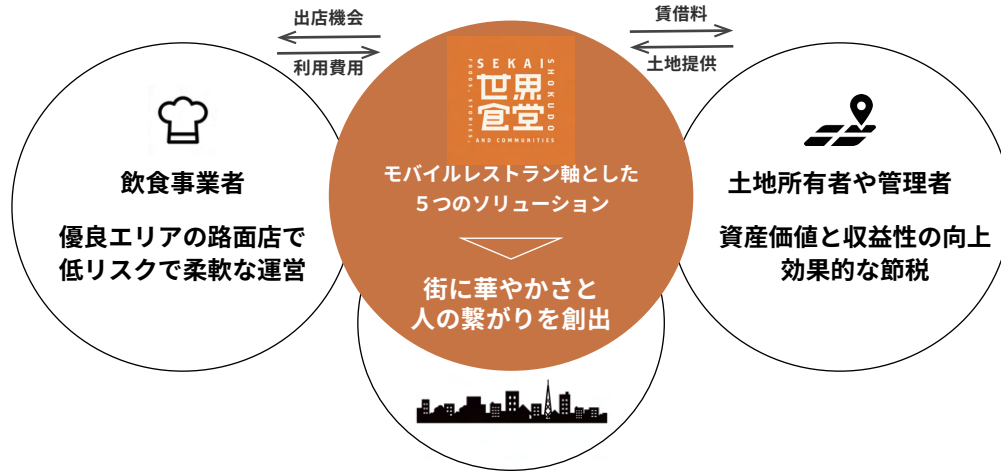 出店機会
利用費用
賃借料
土地提供
SEKAI
SHOKUDO
世界
食堂
FOODS, STORIES,
AND COMMUNITIES
モバイルレストラン軸とした
５つのソリューション
街に華やかさと
人の繋がりを創出
飲食事業者
優良エリアの路面店で
低リスクで柔軟な運営
土地所有者や管理者
資産価値と収益性の向上
効果的な節税